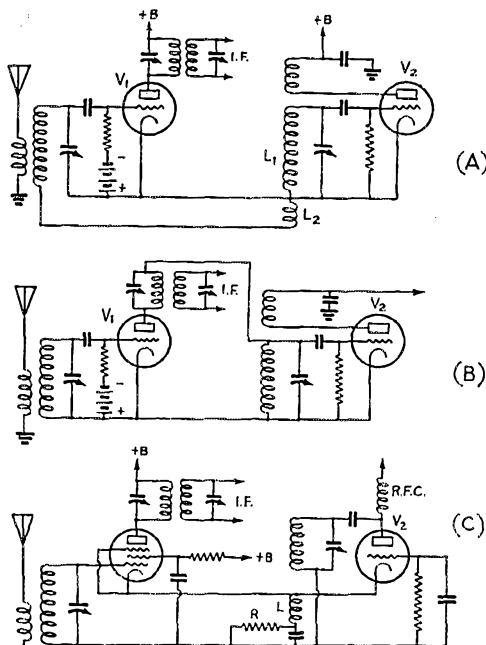 +B
+B
I.F.
V1
V2
(A)
-
+
L1
L2
V1
I.F.
V2
(B)
-
+
+B
R.F.C.
I.F.
V2
(C)
+B
R
L